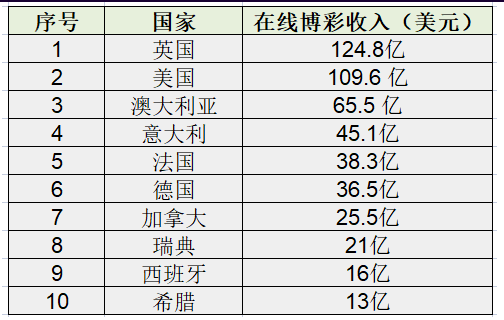 序号 国家 在线博彩收入（美元）
1 英国 124.8亿
2 美国 109.6 亿
3 澳大利亚 65.5 亿
4 意大利 45.1亿
5 法国 38.3亿
6 德国 36.5亿
7 加拿大 25.5亿
8 瑞典 21亿
9 西班牙 16亿
10 希腊 13亿